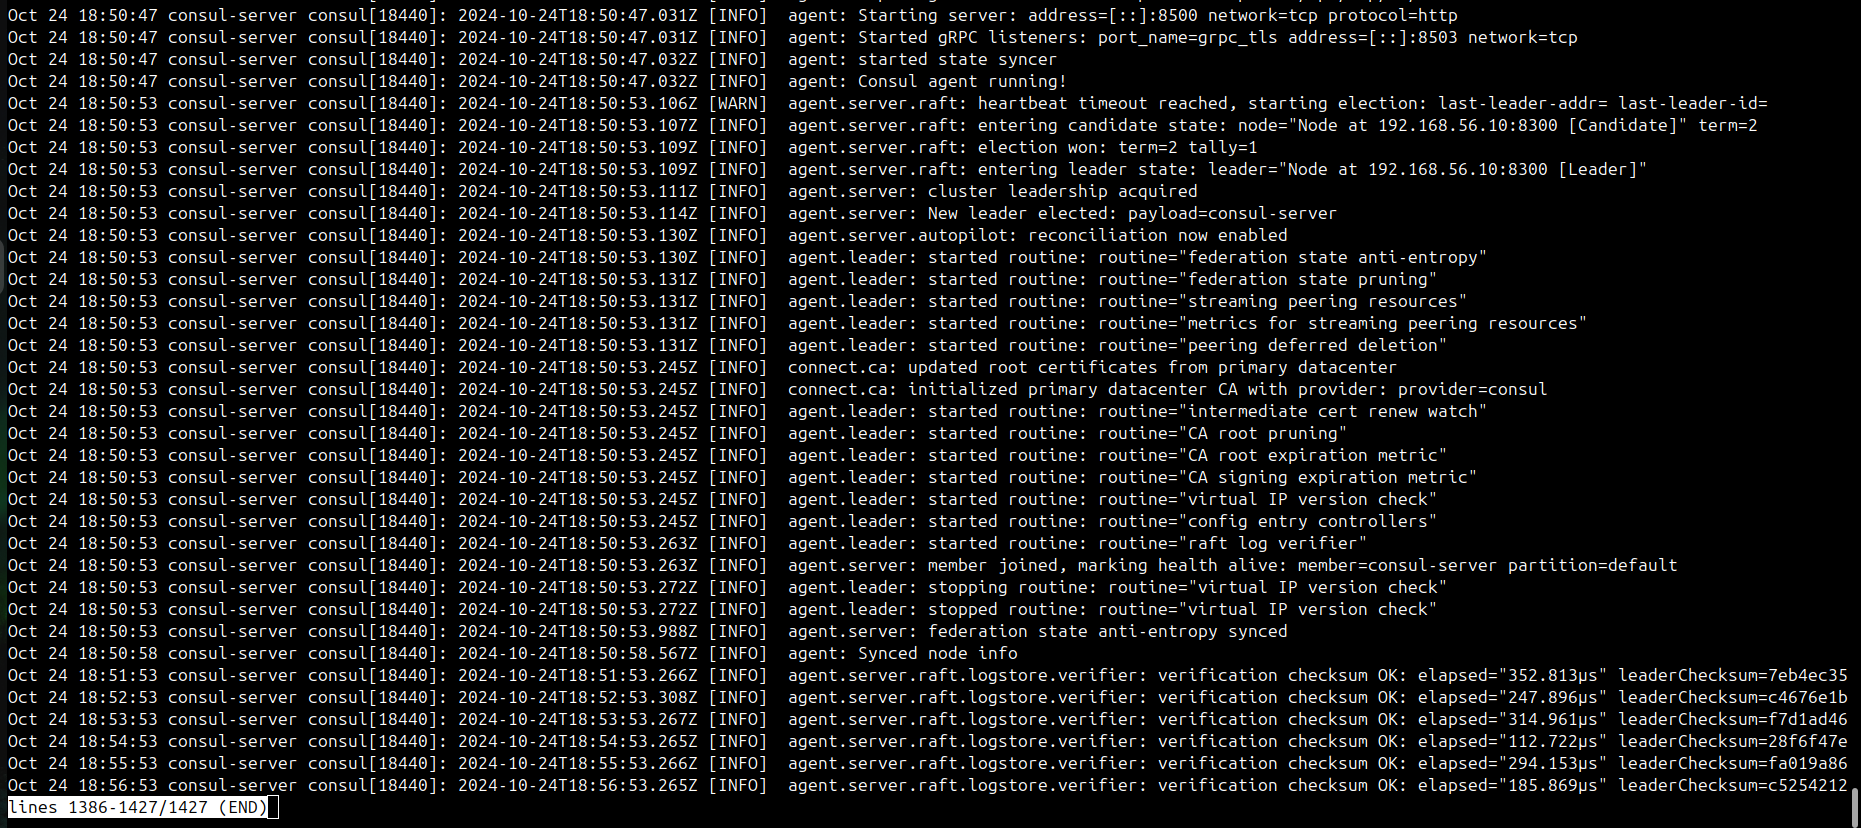 Oct 24 18:50:47 consul-server consul[18440]: 2024-10-24T18:50:47.031Z [INFO]  agent: Starting server: address=[::]:8500 network=tcp protocol=http
Oct 24 18:50:47 consul-server consul[18440]: 2024-10-24T18:50:47.031Z [INFO]  agent: Started gRPC listeners: port_name=grpc_tls address=[::]:8503 network=tcp
Oct 24 18:50:47 consul-server consul[18440]: 2024-10-24T18:50:47.032Z [INFO]  agent: started state syncer
Oct 24 18:50:47 consul-server consul[18440]: 2024-10-24T18:50:47.032Z [INFO]  agent: Consul agent running!
Oct 24 18:50:53 consul-server consul[18440]: 2024-10-24T18:50:53.106Z [WARN]  agent.server.raft: heartbeat timeout reached, starting election: last-leader-addr= last-leader-id=
Oct 24 18:50:53 consul-server consul[18440]: 2024-10-24T18:50:53.107Z [INFO]  agent.server.raft: entering candidate state: node="Node at 192.168.56.10:8300 [Candidate]" term=2
Oct 24 18:50:53 consul-server consul[18440]: 2024-10-24T18:50:53.109Z [INFO]  agent.server.raft: election won: term=2 tally=1
Oct 24 18:50:53 consul-server consul[18440]: 2024-10-24T18:50:53.109Z [INFO]  agent.server.raft: entering leader state: leader="Node at 192.168.56.10:8300 [Leader]"
Oct 24 18:50:53 consul-server consul[18440]: 2024-10-24T18:50:53.111Z [INFO]  agent.server: cluster leadership acquired
Oct 24 18:50:53 consul-server consul[18440]: 2024-10-24T18:50:53.114Z [INFO]  agent.server: New leader elected: payload=consul-server
Oct 24 18:50:53 consul-server consul[18440]: 2024-10-24T18:50:53.130Z [INFO]  agent.server.autopilot: reconciliation now enabled
Oct 24 18:50:53 consul-server consul[18440]: 2024-10-24T18:50:53.130Z [INFO]  agent.leader: started routine: routine="federation state anti-entropy"
Oct 24 18:50:53 consul-server consul[18440]: 2024-10-24T18:50:53.131Z [INFO]  agent.leader: started routine: routine="federation state pruning"
Oct 24 18:50:53 consul-server consul[18440]: 2024-10-24T18:50:53.131Z [INFO]  agent.leader: started routine: routine="streaming peering resources"
Oct 24 18:50:53 consul-server consul[18440]: 2024-10-24T18:50:53.131Z [INFO]  agent.leader: started routine: routine="metrics for streaming peering resources"
Oct 24 18:50:53 consul-server consul[18440]: 2024-10-24T18:50:53.131Z [INFO]  agent.leader: started routine: routine="peering deferred deletion"
Oct 24 18:50:53 consul-server consul[18440]: 2024-10-24T18:50:53.245Z [INFO]  connect.ca: updated root certificates from primary datacenter
Oct 24 18:50:53 consul-server consul[18440]: 2024-10-24T18:50:53.245Z [INFO]  connect.ca: initialized primary datacenter CA with provider: provider=consul
Oct 24 18:50:53 consul-server consul[18440]: 2024-10-24T18:50:53.245Z [INFO]  agent.leader: started routine: routine="intermediate cert renew watch"
Oct 24 18:50:53 consul-server consul[18440]: 2024-10-24T18:50:53.245Z [INFO]  agent.leader: started routine: routine="CA root pruning"
Oct 24 18:50:53 consul-server consul[18440]: 2024-10-24T18:50:53.245Z [INFO]  agent.leader: started routine: routine="CA root expiration metric"
Oct 24 18:50:53 consul-server consul[18440]: 2024-10-24T18:50:53.245Z [INFO]  agent.leader: started routine: routine="CA signing expiration metric"
Oct 24 18:50:53 consul-server consul[18440]: 2024-10-24T18:50:53.245Z [INFO]  agent.leader: started routine: routine="virtual IP version check"
Oct 24 18:50:53 consul-server consul[18440]: 2024-10-24T18:50:53.245Z [INFO]  agent.leader: started routine: routine="config entry controllers"
Oct 24 18:50:53 consul-server consul[18440]: 2024-10-24T18:50:53.263Z [INFO]  agent.leader: started routine: routine="raft log verifier"
Oct 24 18:50:53 consul-server consul[18440]: 2024-10-24T18:50:53.263Z [INFO]  agent.server: member joined, marking health alive: member=consul-server partition=default
Oct 24 18:50:53 consul-server consul[18440]: 2024-10-24T18:50:53.272Z [INFO]  agent.leader: stopping routine: routine="virtual IP version check"
Oct 24 18:50:53 consul-server consul[18440]: 2024-10-24T18:50:53.272Z [INFO]  agent.leader: stopped routine: routine="virtual IP version check"
Oct 24 18:50:53 consul-server consul[18440]: 2024-10-24T18:50:53.988Z [INFO]  agent.server: federation state anti-entropy synced
Oct 24 18:50:58 consul-server consul[18440]: 2024-10-24T18:50:58.567Z [INFO]  agent: Synced node info
Oct 24 18:51:53 consul-server consul[18440]: 2024-10-24T18:51:53.266Z [INFO]  agent.server.raft.logstore.verifier: verification checksum OK: elapsed="352.813µs" leaderChecksum=7eb4ec35
Oct 24 18:52:53 consul-server consul[18440]: 2024-10-24T18:52:53.308Z [INFO]  agent.server.raft.logstore.verifier: verification checksum OK: elapsed="247.896µs" leaderChecksum=c4676e1b
Oct 24 18:53:53 consul-server consul[18440]: 2024-10-24T18:53:53.267Z [INFO]  agent.server.raft.logstore.verifier: verification checksum OK: elapsed="314.961µs" leaderChecksum=f7d1ad46
Oct 24 18:54:53 consul-server consul[18440]: 2024-10-24T18:54:53.265Z [INFO]  agent.server.raft.logstore.verifier: verification checksum OK: elapsed="112.722µs" leaderChecksum=28f6f47e
Oct 24 18:55:53 consul-server consul[18440]: 2024-10-24T18:55:53.266Z [INFO]  agent.server.raft.logstore.verifier: verification checksum OK: elapsed="294.153µs" leaderChecksum=fa019a86
Oct 24 18:56:53 consul-server consul[18440]: 2024-10-24T18:56:53.265Z [INFO]  agent.server.raft.logstore.verifier: verification checksum OK: elapsed="185.869µs" leaderChecksum=c5254212
lines 1386-1427/1427 (END)